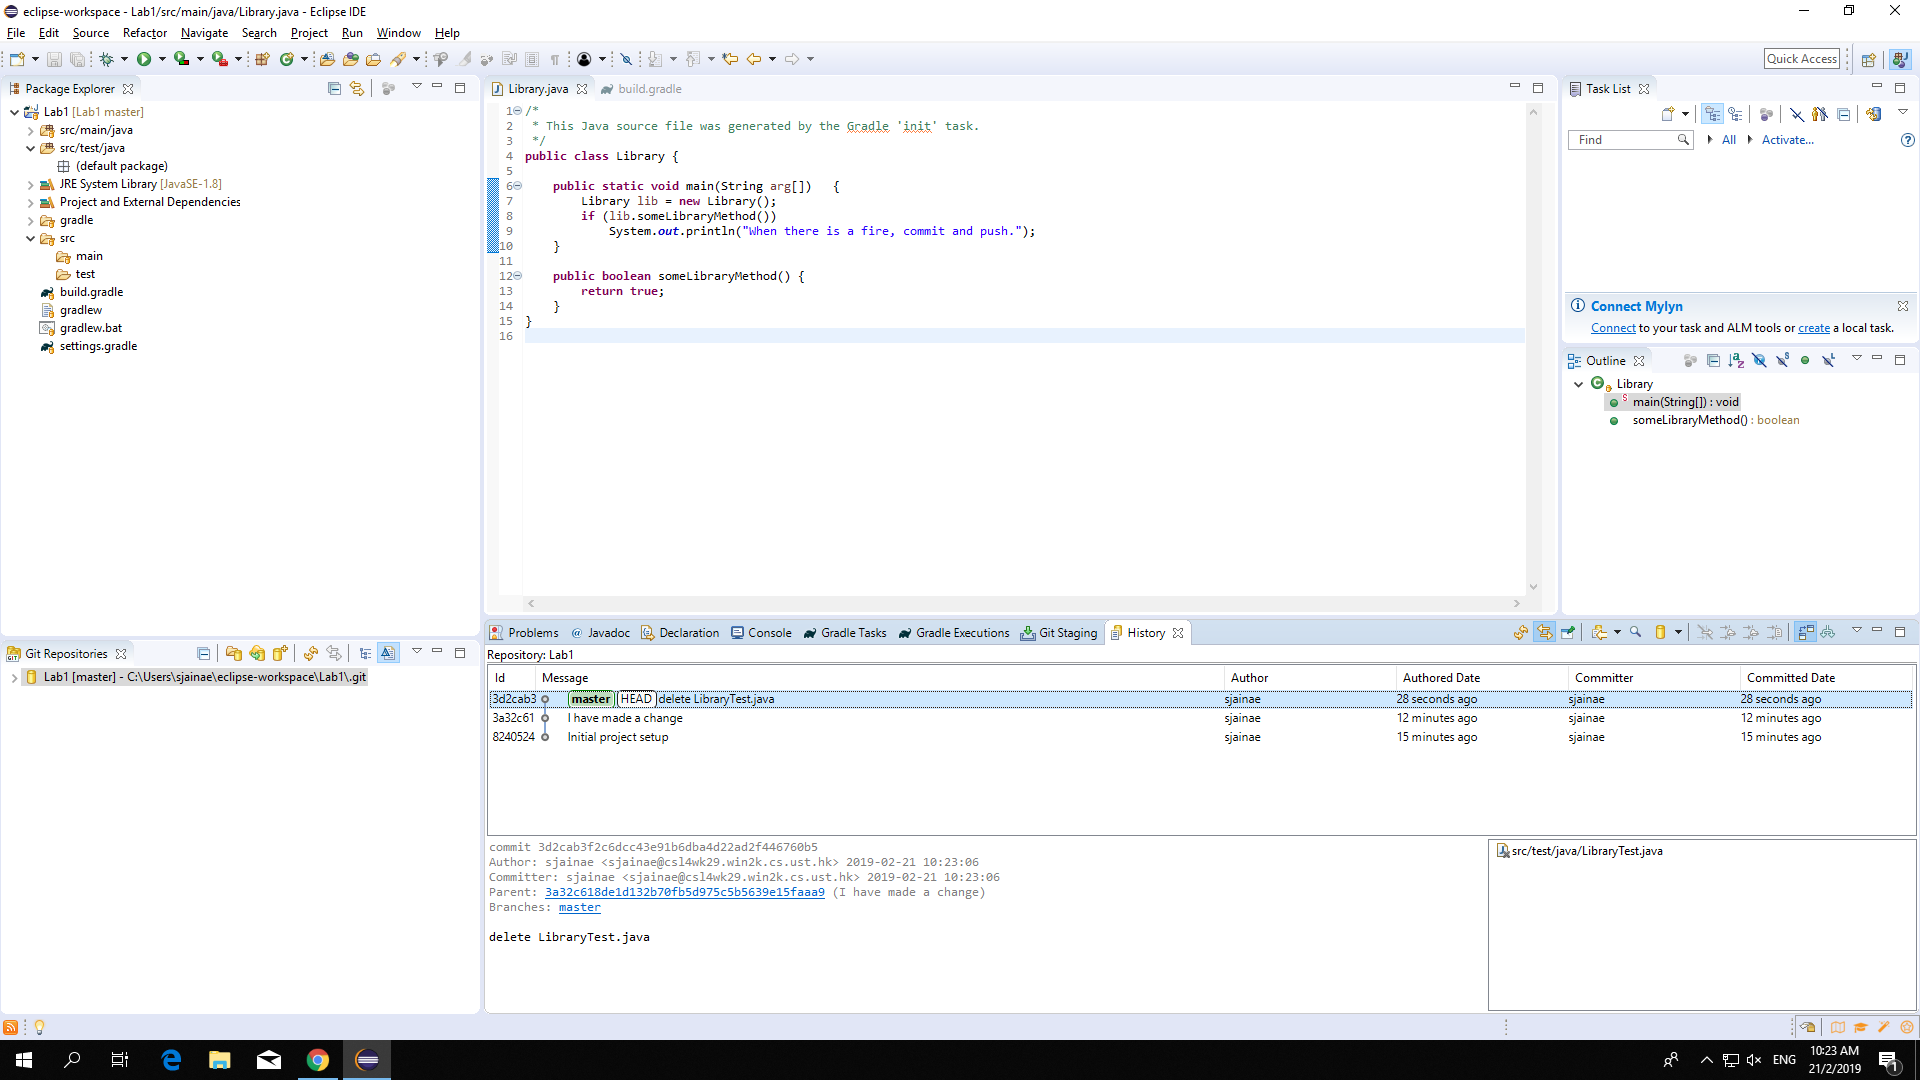 eclipse-workspace - Lab1/src/main/java/Library.java - Eclipse IDE
File Edit Source Refactor Navigate Search Project Run Window Help
Quick Access
Package Explorer
Lab1 [Lab1 master]
src/main/java
src/test/java
(default package)
JRE System Library [JavaSE-1.8]
Project and External Dependencies
gradle
src
main
test
build.gradle
gradlew
gradlew.bat
settings.gradle
Git Repositories
Lab1 [master] - C:\Users\sjainae\eclipse-workspace\Lab1\.git
Library.java build.gradle
1 /*
2  * This Java source file was generated by the Gradle 'init' task.
3  */
4 public class Library {
5
6     public static void main(String arg[])   {
7         Library lib = new Library();
8         if (lib.someLibraryMethod())
9             System.out.println("When there is a fire, commit and push.");
10     }
11
12     public boolean someLibraryMethod() {
13         return true;
14     }
15 }
16
Task List
Find All Activate...
Connect Mylyn
Connect to your task and ALM tools or create a local task.
Outline
Library
main(String[]) : void
someLibraryMethod() : boolean
Problems Javadoc Declaration Console Gradle Tasks Gradle Executions Git Staging History
Repository: Lab1
Id Message Author Authored Date Committer Committed Date
3d2cab3 master HEAD delete LibraryTest.java sjainae 28 seconds ago sjainae 28 seconds ago
3a32c61 I have made a change sjainae 12 minutes ago sjainae 12 minutes ago
8240524 Initial project setup sjainae 15 minutes ago sjainae 15 minutes ago
commit 3d2cab3f2c6dcc43e91b6dba4d22ad2f446760b5
Author: sjainae <sjainae@csl4wk29.win2k.cs.ust.hk> 2019-02-21 10:23:06
Committer: sjainae <sjainae@csl4wk29.win2k.cs.ust.hk> 2019-02-21 10:23:06
Parent: 3a32c618de1d132b70fb5d975c5b5639e15faaa9 (I have made a change)
Branches: master
delete LibraryTest.java
src/test/java/LibraryTest.java
ENG
10:23 AM
21/2/2019
1